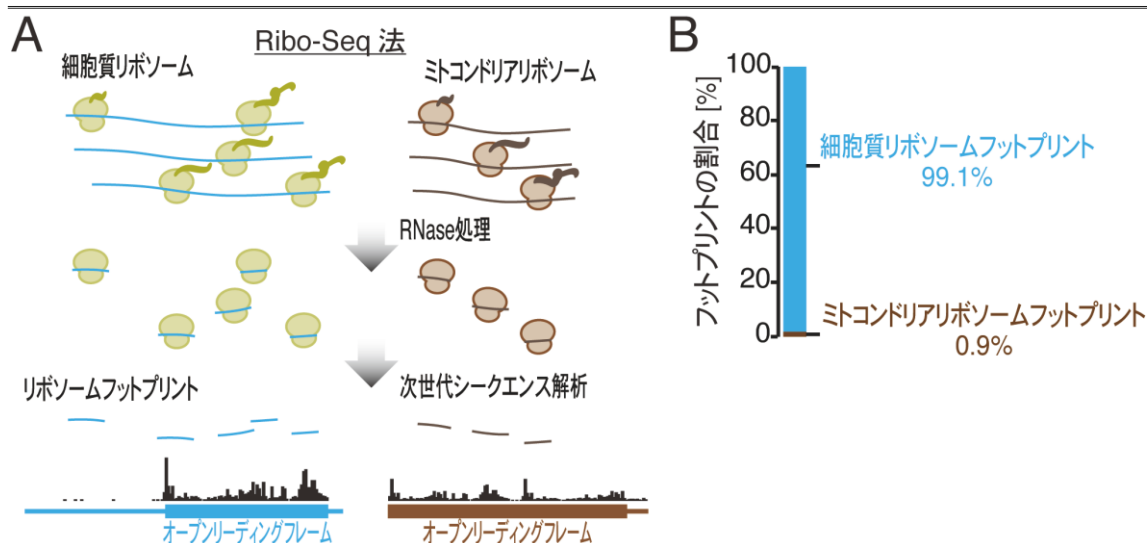 A
Ribo-Seq 法
細胞質リボソーム
ミトコンドリアリボソーム
RNase処理
リボソームフットプリント
次世代シークエンス解析
オープンリーディングフレーム
オープンリーディングフレーム
B
フットプリントの割合 [%]
100
80
60
40
20
0
細胞質リボソームフットプリント
99.1%
ミトコンドリアリボソームフットプリント
0.9%